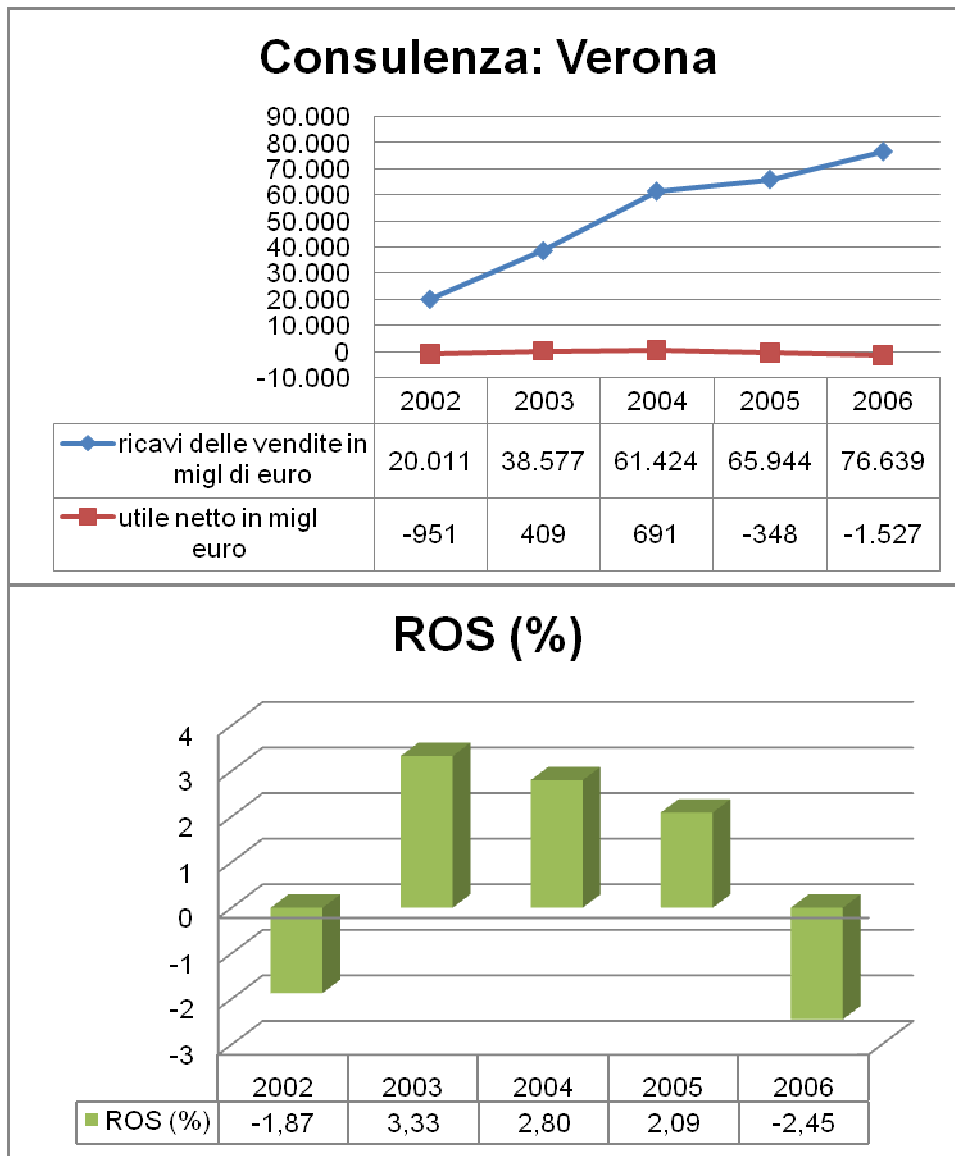 Consulenza: Verona
90.000
80.000
70.000
60.000
50.000
40.000
30.000
20.000
10.000
0
-10.000
2002 2003 2004 2005 2006
ricavi delle vendite in
migl di euro
20.011 38.577 61.424 65.944 76.639
utile netto in migl
euro
-951 409 691 -348 -1.527
ROS (%)
4
3
2
1
0
-1
-2
-3
2002 2003 2004 2005 2006
ROS (%) -1,87 3,33 2,80 2,09 -2,45